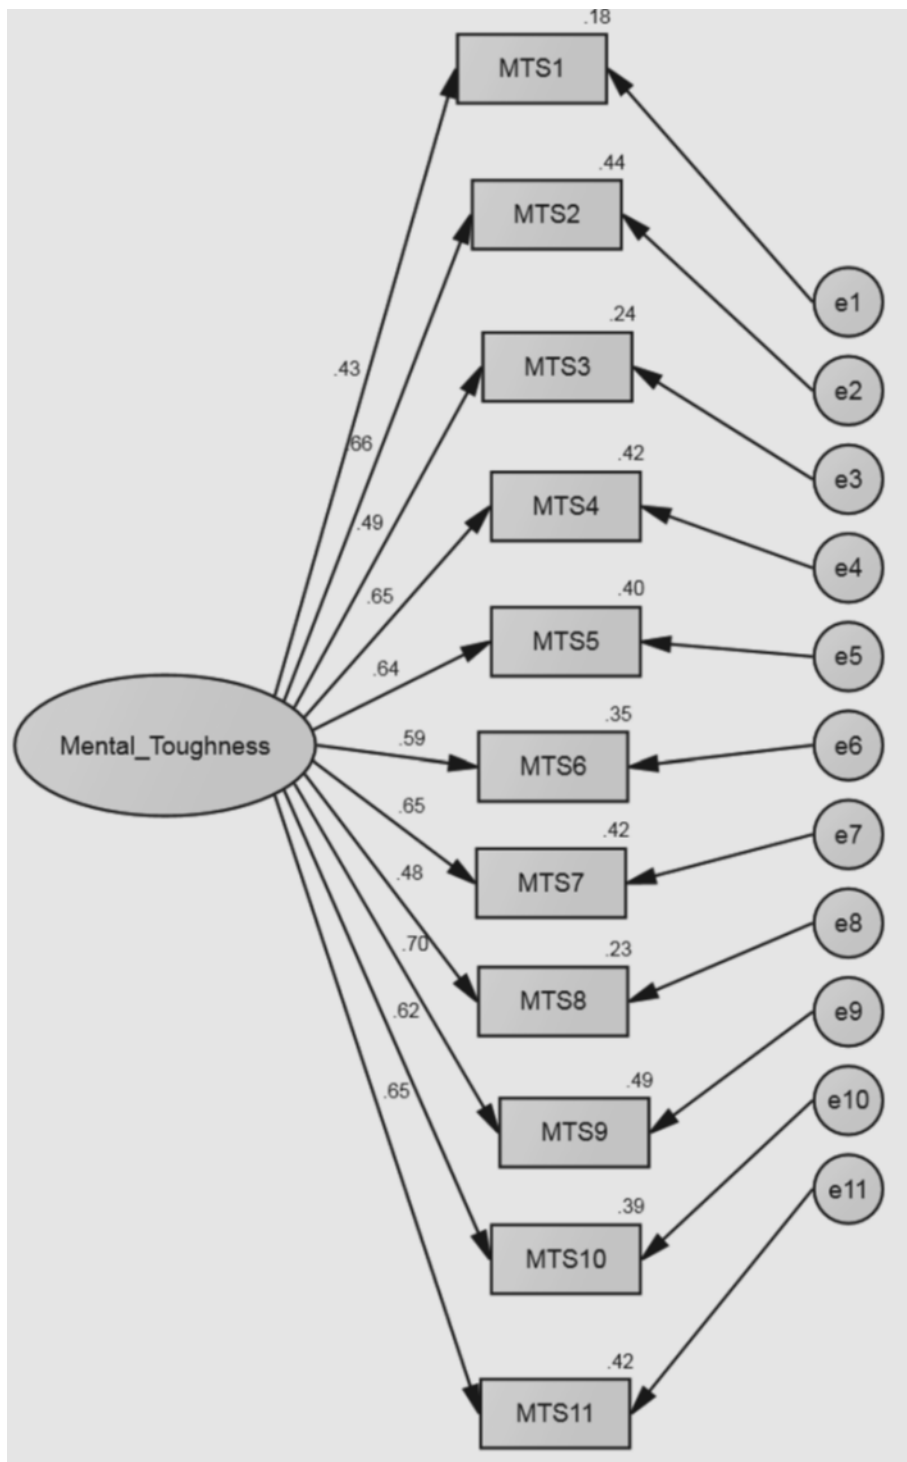 .18
MTS1
.44
MTS2
e1
.24
MTS3
.43
e2
.66
.42
e3
MTS4
.49
e4
.65
.40
MTS5
.64
e5
.35
Mental_Toughness
.59
MTS6
e6
.65
.42
e7
MTS7
.48
.23
e8
.70
MTS8
.62
e9
.49
.65
MTS9
e10
.39
e11
MTS10
.42
MTS11